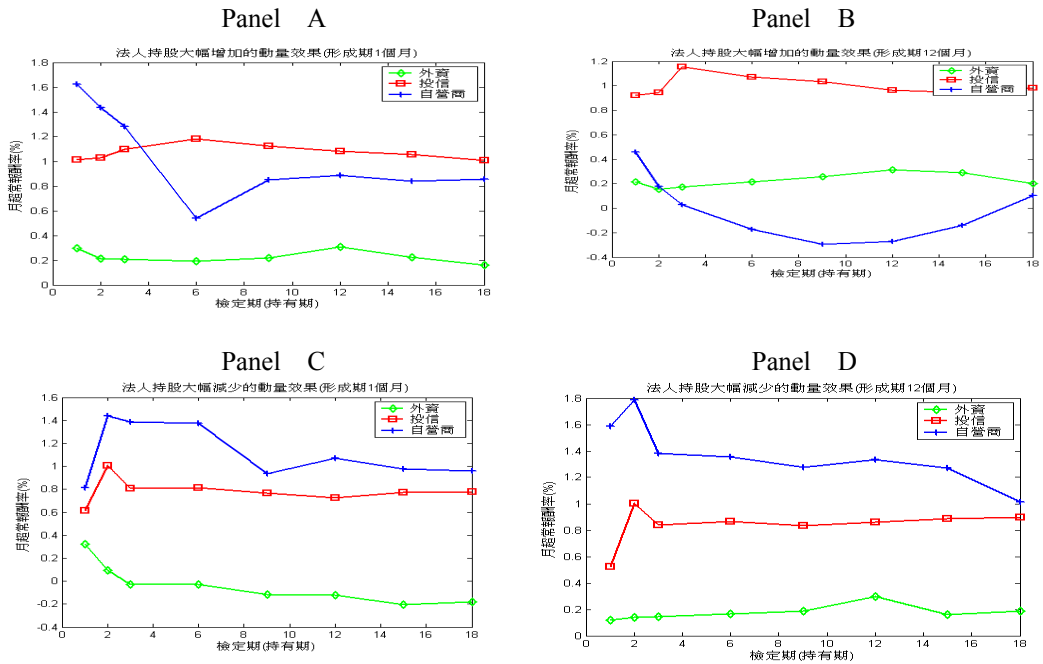 Panel A
法人持股大幅增加的動量效果(形成期1個月)
月超常報酬率(%)
1.8
1.6
1.4
1.2
1
0.8
0.6
0.4
0.2
0
0 2 4 6 8 10 12 14 16 18
檢定期(持有期)
外資
投信
自營商
Panel B
法人持股大幅增加的動量效果(形成期12個月)
月超常報酬率(%)
1.2
1
0.8
0.6
0.4
0.2
0
-0.2
-0.4
0 2 4 6 8 10 12 14 16 18
檢定期(持有期)
外資
投信
自營商
Panel C
法人持股大幅減少的動量效果(形成期1個月)
月超常報酬率(%)
1.6
1.4
1.2
1
0.8
0.6
0.4
0.2
0
-0.2
-0.4
0 2 4 6 8 10 12 14 16 18
檢定期(持有期)
外資
投信
自營商
Panel D
法人持股大幅減少的動量效果(形成期12個月)
月超常報酬率(%)
1.8
1.6
1.4
1.2
1
0.8
0.6
0.4
0.2
0
0 2 4 6 8 10 12 14 16 18
檢定期(持有期)
外資
投信
自營商